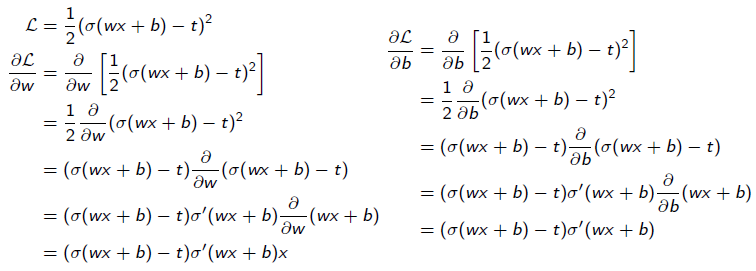 ℒ = 1/2 (σ(wx + b) − t)²
∂ℒ/∂w = ∂/∂w [1/2 (σ(wx + b) − t)²]
= 1/2 ∂/∂w (σ(wx + b) − t)²
= (σ(wx + b) − t) ∂/∂w (σ(wx + b) − t)
= (σ(wx + b) − t)σ′(wx + b) ∂/∂w (wx + b)
= (σ(wx + b) − t)σ′(wx + b)x
∂ℒ/∂b = ∂/∂b [1/2 (σ(wx + b) − t)²]
= 1/2 ∂/∂b (σ(wx + b) − t)²
= (σ(wx + b) − t) ∂/∂b (σ(wx + b) − t)
= (σ(wx + b) − t)σ′(wx + b) ∂/∂b (wx + b)
= (σ(wx + b) − t)σ′(wx + b)